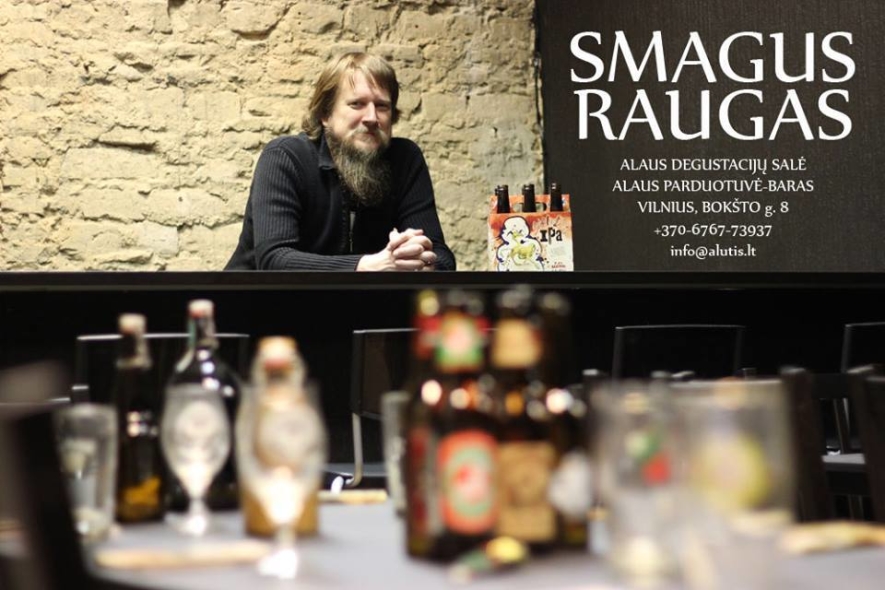 SMAGUS
RAUGAS
ALAUS DEGUSTACIJŲ SALĖ
ALAUS PARDUOTUVĖ-BARAS
VILNIUS, BOKŠTO g. 8
+370-6767-73937
info@alutis.lt
IPa